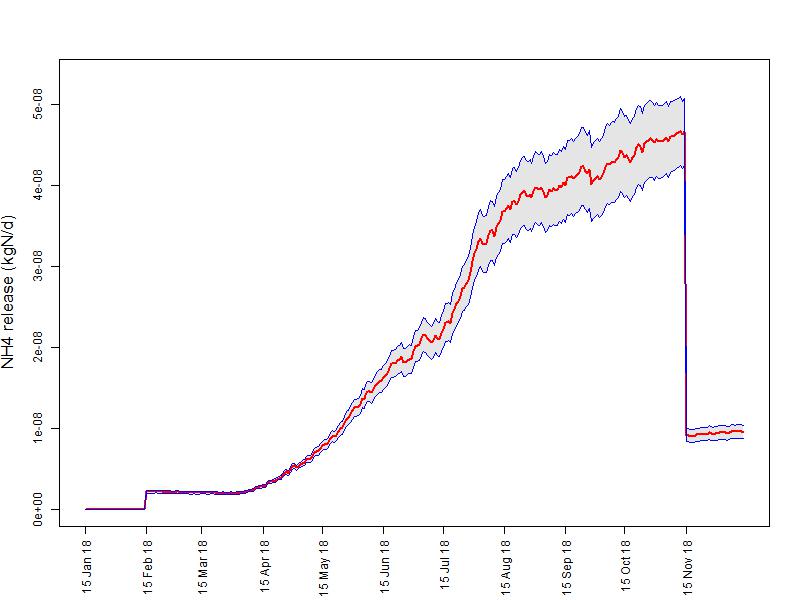 NH4 release (kgN/d)
5e-08
4e-08
3e-08
2e-08
1e-08
0e+00
15 Jan 18
15 Feb 18
15 Mar 18
15 Apr 18
15 May 18
15 Jun 18
15 Jul 18
15 Aug 18
15 Sep 18
15 Oct 18
15 Nov 18